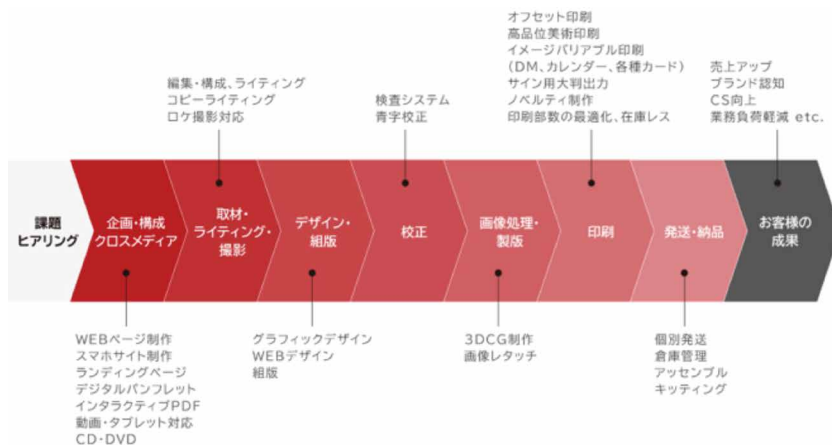 オフセット印刷
高品位美術印刷
イメージバリアブル印刷
(DM、カレンダー、各種カード)
サイン用大判出力
ノベルティ制作
印刷部数の最適化、在庫レス
編集・構成、ライティング
コピーライティング
ロケ撮影対応
検査システム
青字校正
売上アップ
ブランド認知
CS向上
業務負荷軽減 etc.
課題
ヒアリング
企画・構成
クロスメディア
取材・
ライティング・
撮影
デザイン・
組版
校正
画像処理・
製版
印刷
発送・納品
お客様の
成果
WEBページ制作
スマホサイト制作
ランディングページ
デジタルパンフレット
インタラクティブPDF
動画・タブレット対応
CD・DVD
グラフィックデザイン
WEBデザイン
組版
3DCG制作
画像レタッチ
個別発送
倉庫管理
アッセンブル
キッティング